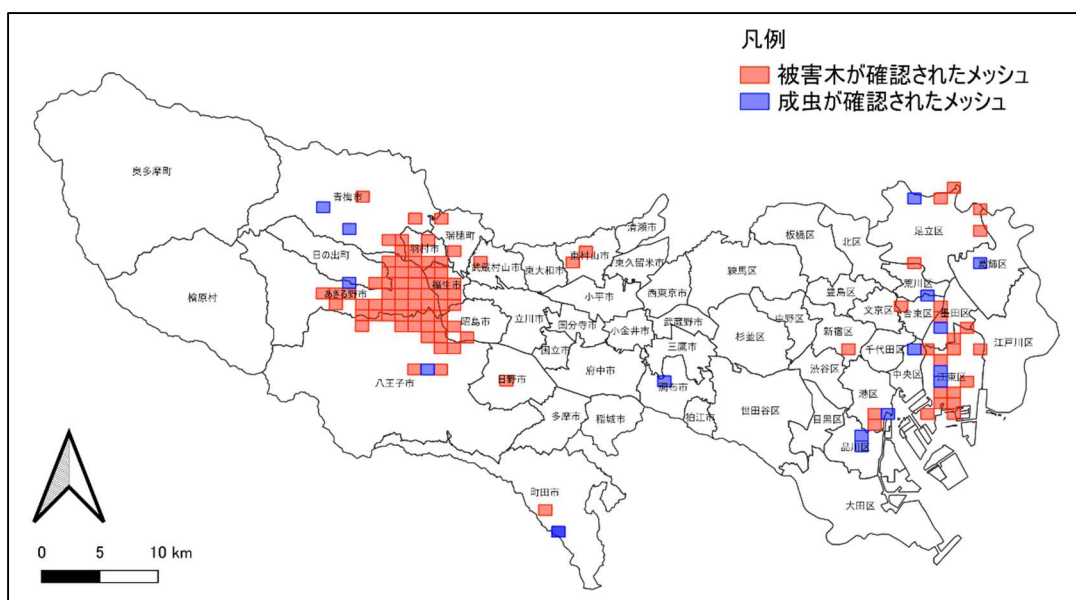 凡例
被害木が確認されたメッシュ
成虫が確認されたメッシュ
奥多摩町
青梅市
瑞穂町
清瀬市
日の出町
羽村市
武蔵村山市
東大和市
東村山市
東久留米市
檜原村
あきる野市
福生市
小平市
西東京市
昭島市
立川市
国分寺市
小金井市
武蔵野市
三鷹市
国立市
八王子市
日野市
府中市
調布市
多摩市
稲城市
狛江市
町田市
板橋区
北区
足立区
葛飾区
練馬区
豊島区
荒川区
文京区
台東区
墨田区
中野区
杉並区
新宿区
千代田区
江戸川区
渋谷区
中央区
江東区
港区
世田谷区
目黒区
品川区
大田区
0 5 10 km